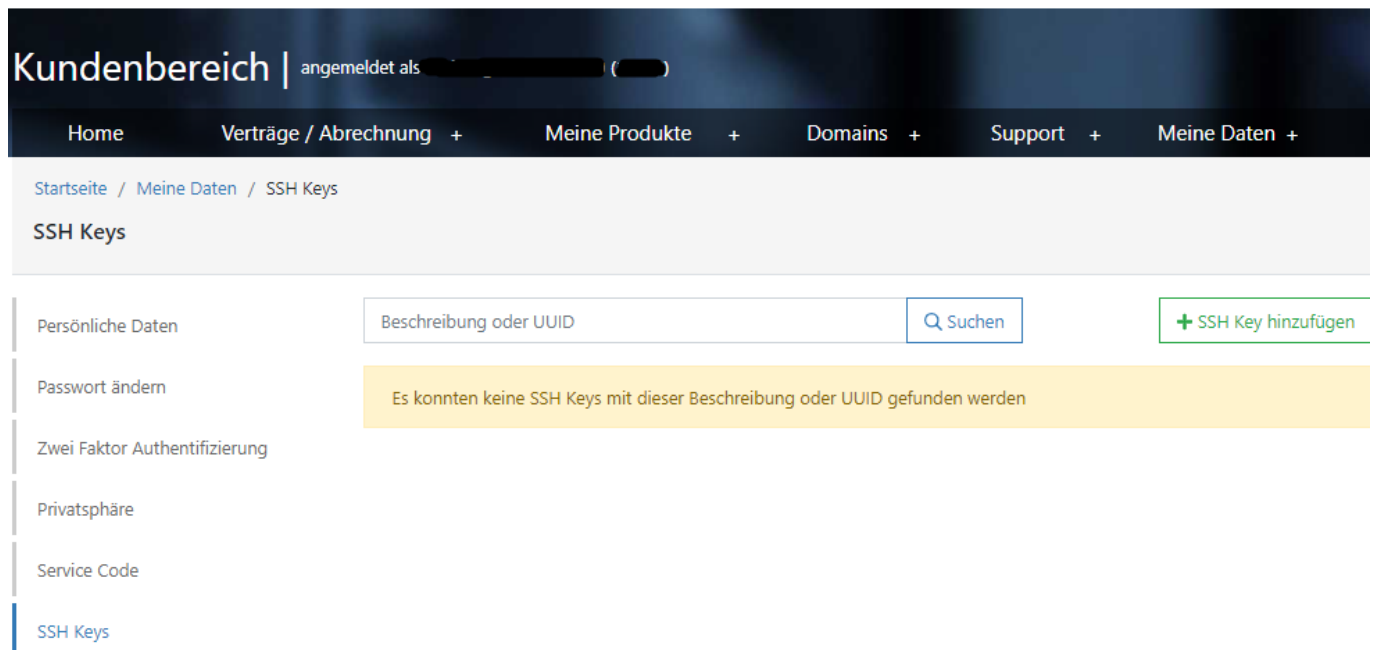 Kundenbereich | angemeldet als ( )
Home Verträge / Abrechnung + Meine Produkte + Domains + Support + Meine Daten +
Startseite / Meine Daten / SSH Keys
SSH Keys
Beschreibung oder UUID Suchen + SSH Key hinzufügen
Es konnten keine SSH Keys mit dieser Beschreibung oder UUID gefunden werden
Persönliche Daten
Passwort ändern
Zwei Faktor Authentifizierung
Privatsphäre
Service Code
SSH Keys